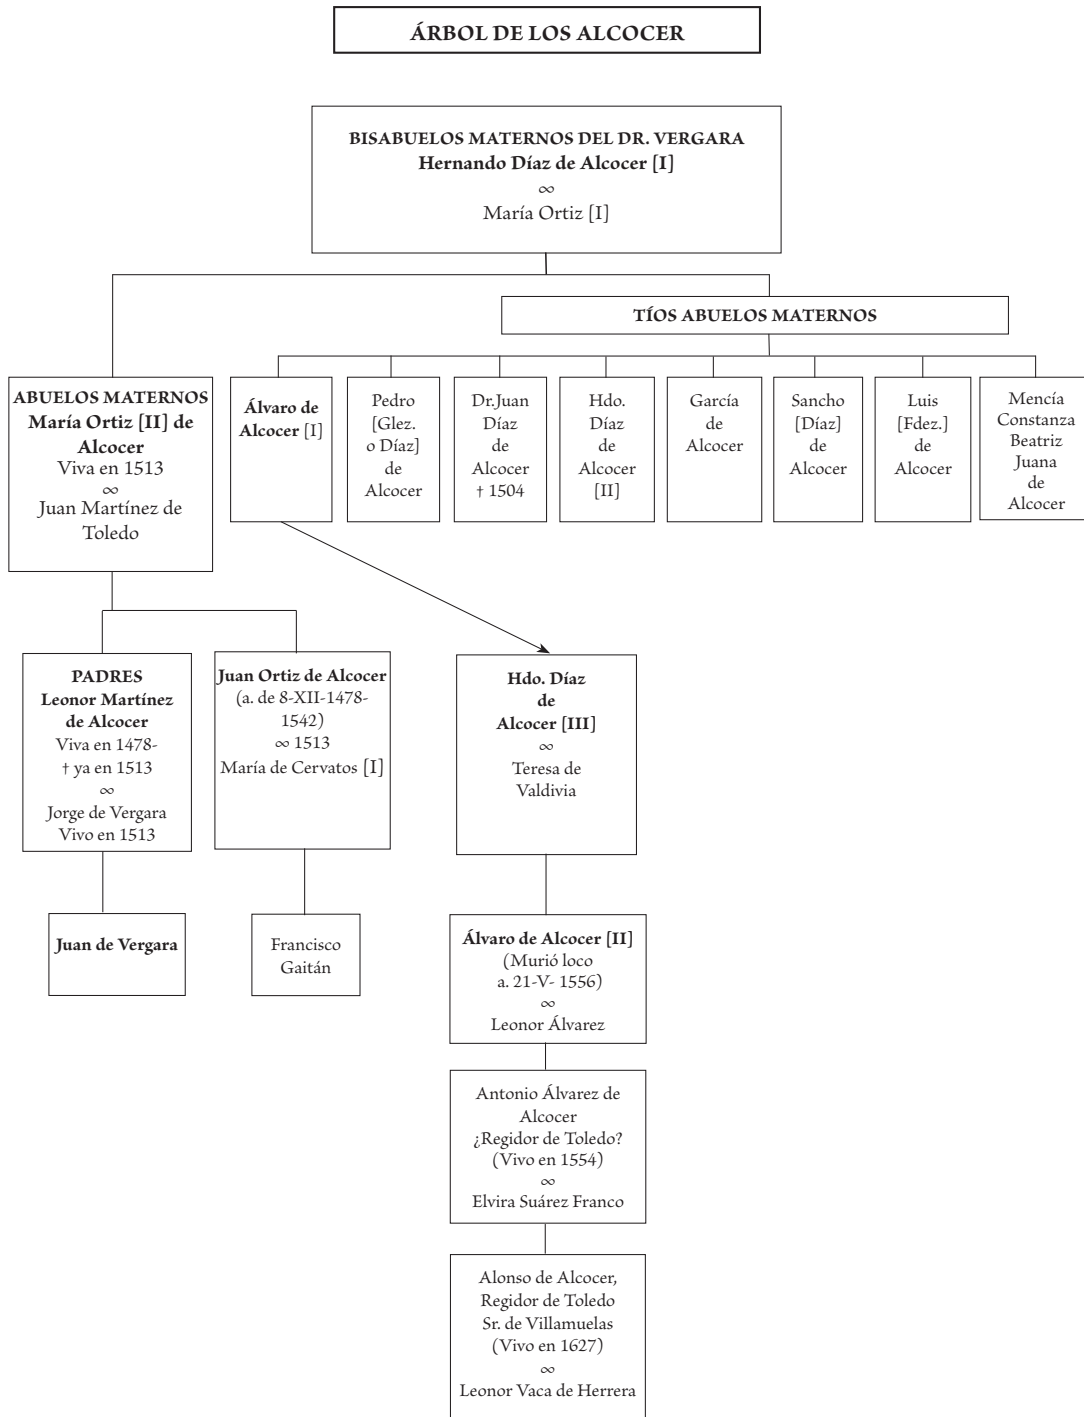 ÁRBOL DE LOS ALCOCER
BISABUELOS MATERNOS DEL DR. VERGARA
Hernando Díaz de Alcocer [I]
∞
María Ortiz [I]
TÍOS ABUELOS MATERNOS
ABUELOS MATERNOS
María Ortiz [II] de
Alcocer
Viva en 1513
∞
Juan Martínez de
Toledo
Álvaro de
Alcocer [I]
Pedro
[Glez.
o Díaz]
de
Alcocer
Dr.Juan
Díaz
de
Alcocer
† 1504
Hdo.
Díaz
de
Alcocer
[II]
García
de
Alcocer
Sancho
[Díaz]
de
Alcocer
Luis
[Fdez.]
de
Alcocer
Mencía
Constanza
Beatriz
Juana
de
Alcocer
PADRES
Leonor Martínez
de Alcocer
Viva en 1478-
† ya en 1513
∞
Jorge de Vergara
Vivo en 1513
Juan Ortiz de Alcocer
(a. de 8-XII-1478-
1542)
∞ 1513
María de Cervatos [I]
Hdo. Díaz
de
Alcocer [III]
∞
Teresa de
Valdivia
Juan de Vergara
Francisco
Gaitán
Álvaro de Alcocer [II]
(Murió loco
a. 21-V- 1556)
∞
Leonor Álvarez
Antonio Álvarez de
Alcocer
¿Regidor de Toledo?
(Vivo en 1554)
∞
Elvira Suárez Franco
Alonso de Alcocer,
Regidor de Toledo
Sr. de Villamuelas
(Vivo en 1627)
∞
Leonor Vaca de Herrera